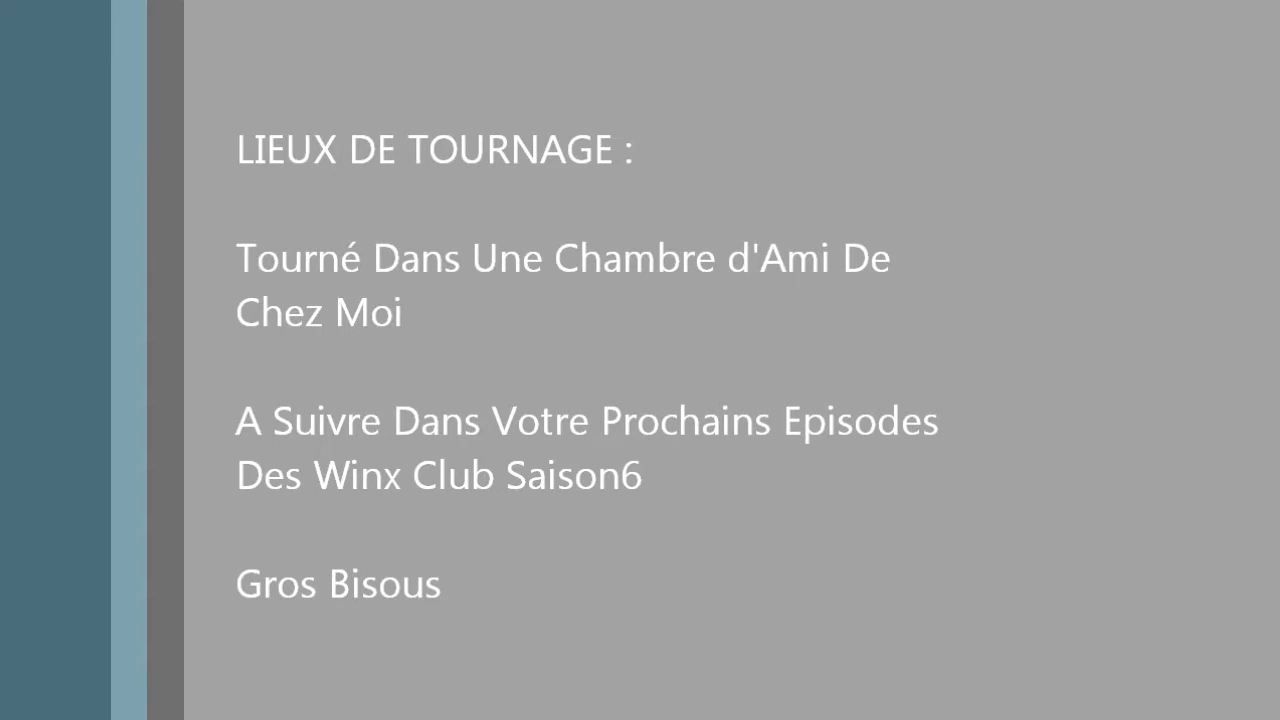 LIEUX DE TOURNAGE :
Tourné Dans Une Chambre d'Ami De
Chez Moi
A Suivre Dans Votre Prochains Episodes
Des Winx Club Saison6
Gros Bisous